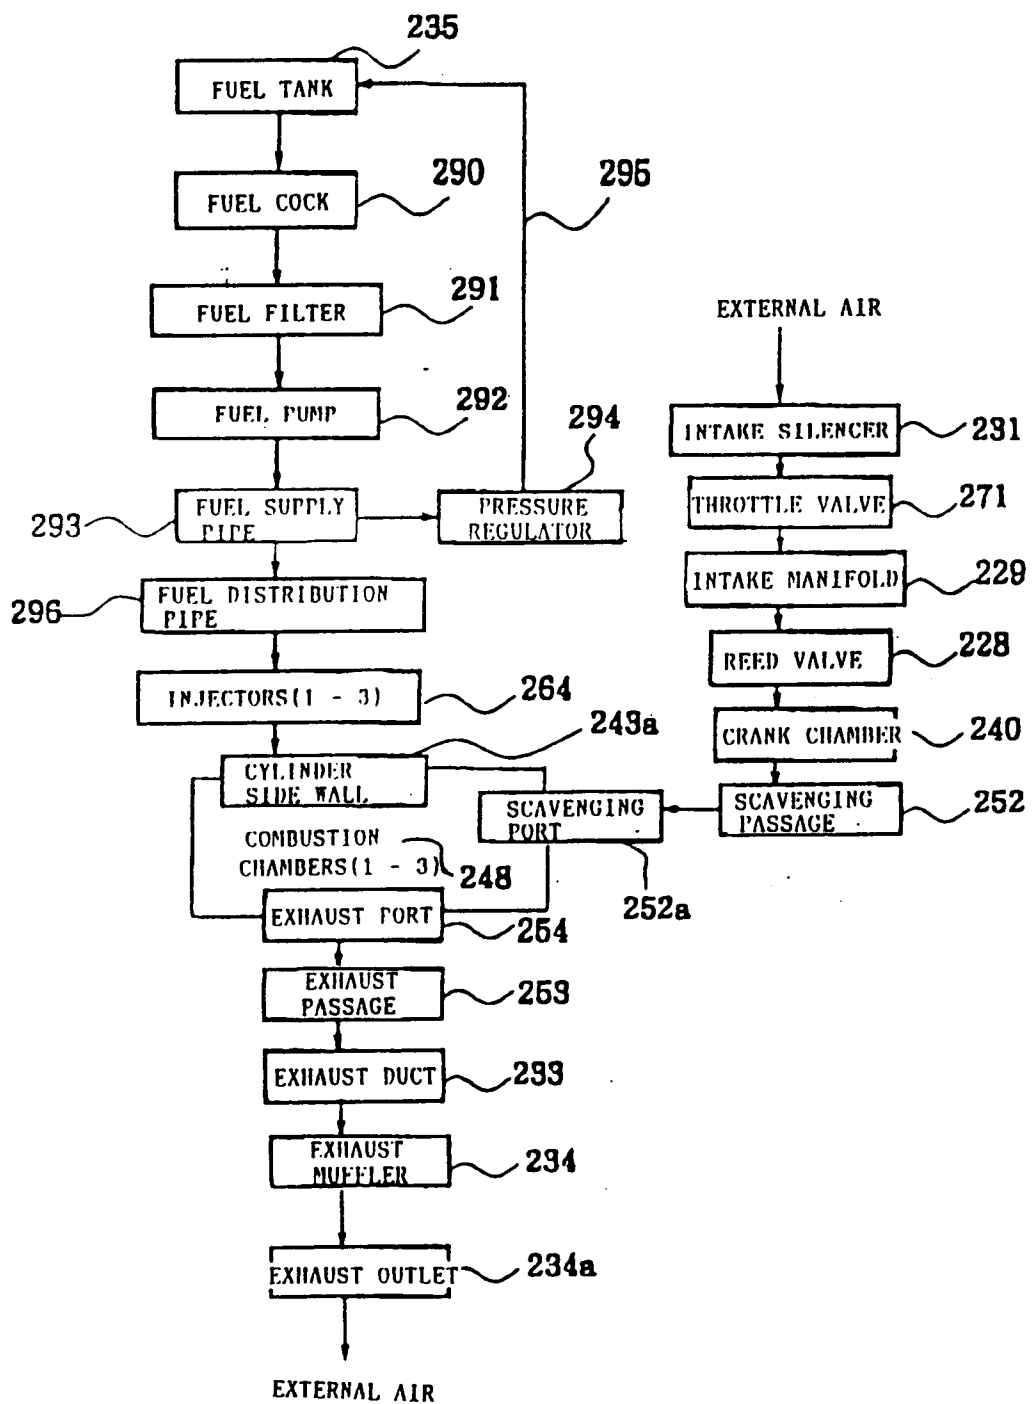 235
FUEL TANK
290
FUEL COCK
295
291
FUEL FILTER
EXTERNAL AIR
292
FUEL PUMP
294
INTAKE SILENCER
231
293
FUEL SUPPLY
PIPE
PRESSURE
REGULATOR
THROTTLE VALVE
271
296
FUEL DISTRIBUTION
PIPE
INTAKE MANIFOLD
229
REED VALVE
228
INJECTORS(1 - 3)
264
243a
CRANK CHAMBER
240
CYLINDER
SIDE WALL
SCAVENGING
PORT
SCAVENGING
PASSAGE
252
COMBUSTION
CHAMBERS(1 - 3)
248
252a
EXHAUST PORT
254
EXHAUST
PASSAGE
253
EXHAUST DUCT
233
EXHAUST
MUFFLER
234
EXHAUST OUTLET
234a
EXTERNAL AIR